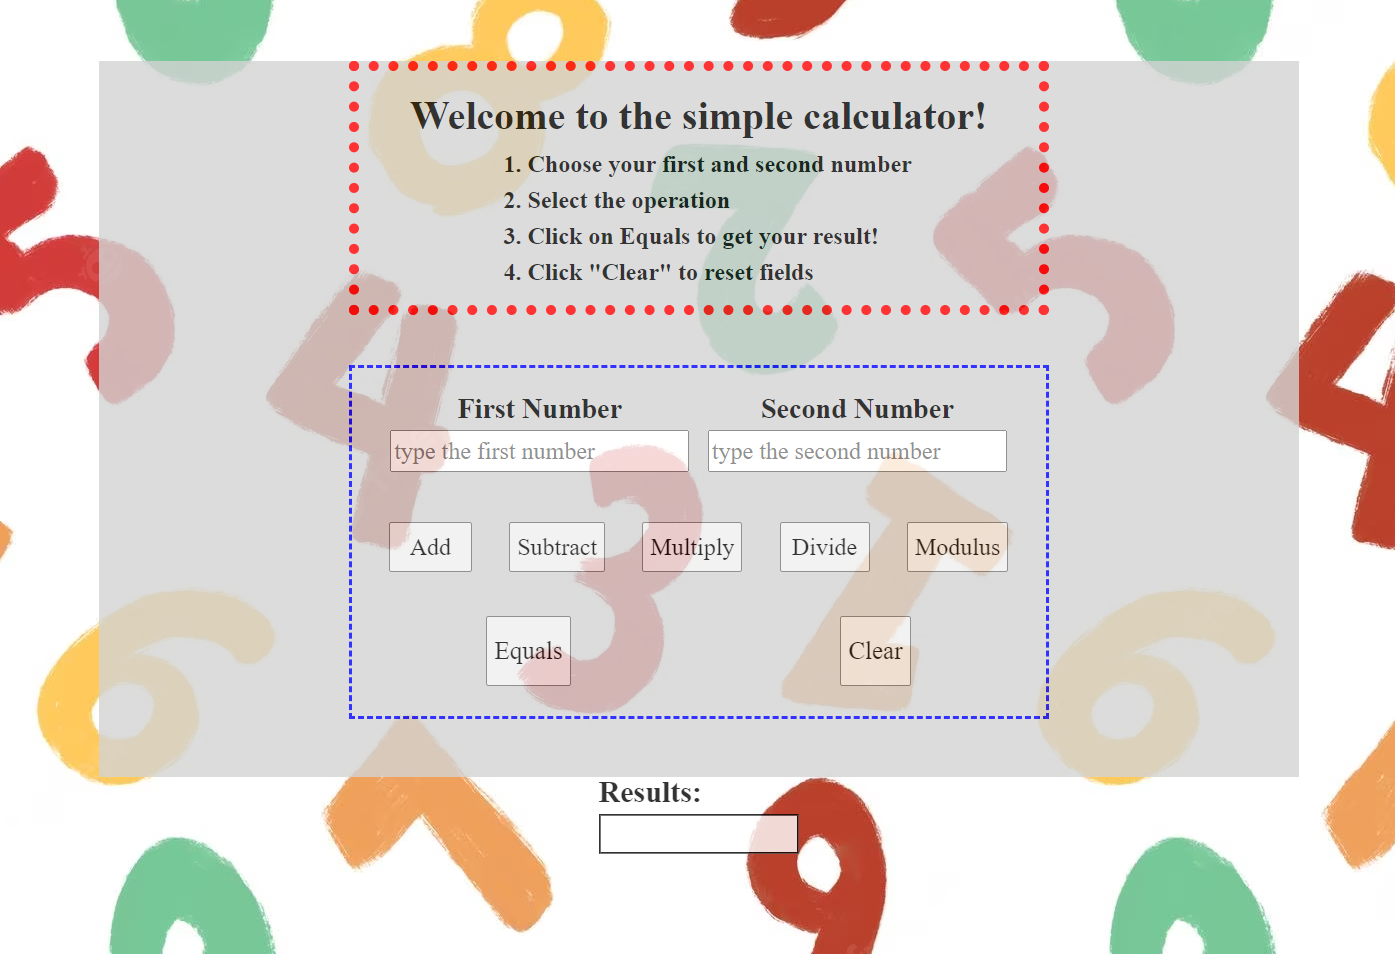 Welcome to the simple calculator!
1. Choose your first and second number
2. Select the operation
3. Click on Equals to get your result!
4. Click "Clear" to reset fields
First Number Second Number
type the first number type the second number
Add Subtract Multiply Divide Modulus
Equals Clear
Results: